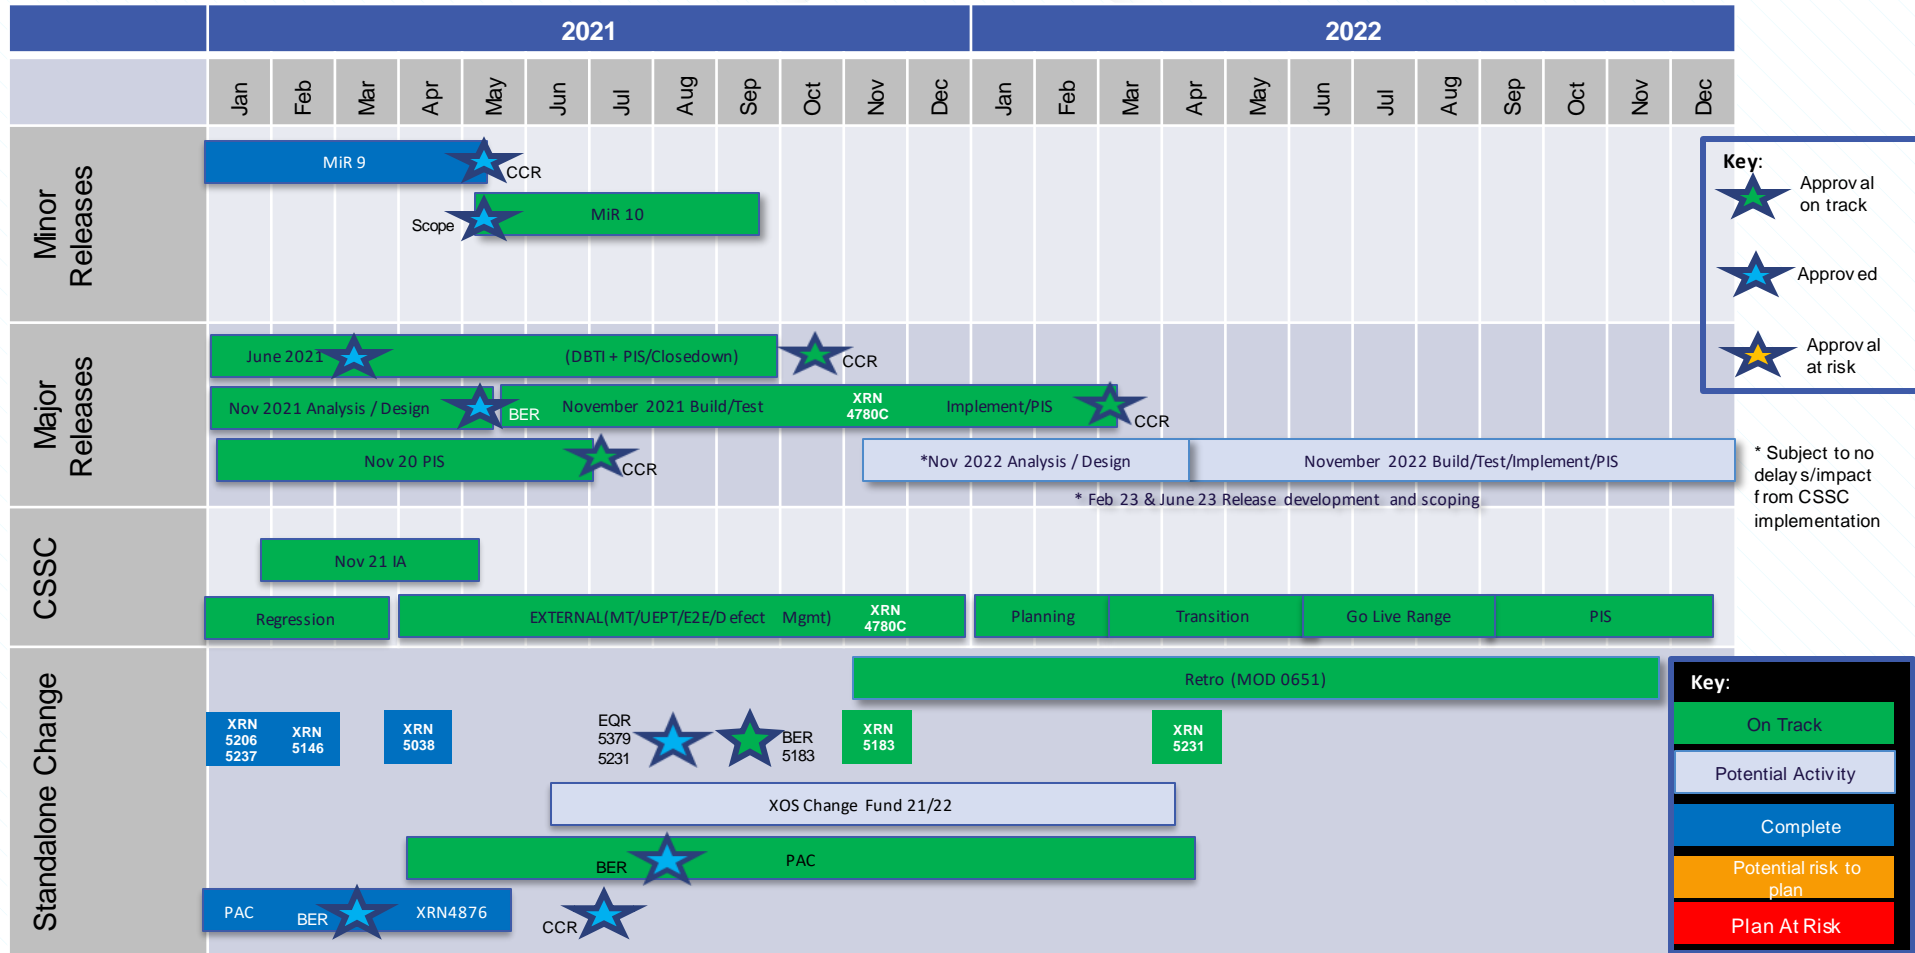 2021
2022
Jan
Feb
Mar
Apr
May
Jun
Jul
Aug
Sep
Oct
Nov
Dec
Jan
Feb
Mar
Apr
May
Jun
Jul
Aug
Sep
Oct
Nov
Dec
Minor
Releases
MiR 9
CCR
MiR 10
Scope
Key:
Approval
on track
Approved
Approval
at risk
Major
Releases
June 2021
(DBTI + PIS/Closedown)
CCR
Nov 2021 Analysis / Design
BER
November 2021 Build/Test
XRN
4780C
Implement/PIS
CCR
Nov 20 PIS
CCR
*Nov 2022 Analysis / Design
November 2022 Build/Test/Implement/PIS
* Feb 23 & June 23 Release development and scoping
* Subject to no
delays/impact
from CSSC
implementation
CSSC
Nov 21 IA
Regression
EXTERNAL(MT/UEPT/E2E/Defect Mgmt)
XRN
4780C
Planning
Transition
Go Live Range
PIS
Standalone Change
Retro (MOD 0651)
XRN
5206
5237
XRN
5146
XRN
5038
EQR
5379
5231
BER
5183
XRN
5183
XRN
5231
XOS Change Fund 21/22
BER
PAC
PAC
BER
XRN4876
CCR
Key:
On Track
Potential Activity
Complete
Potential risk to
plan
Plan At Risk